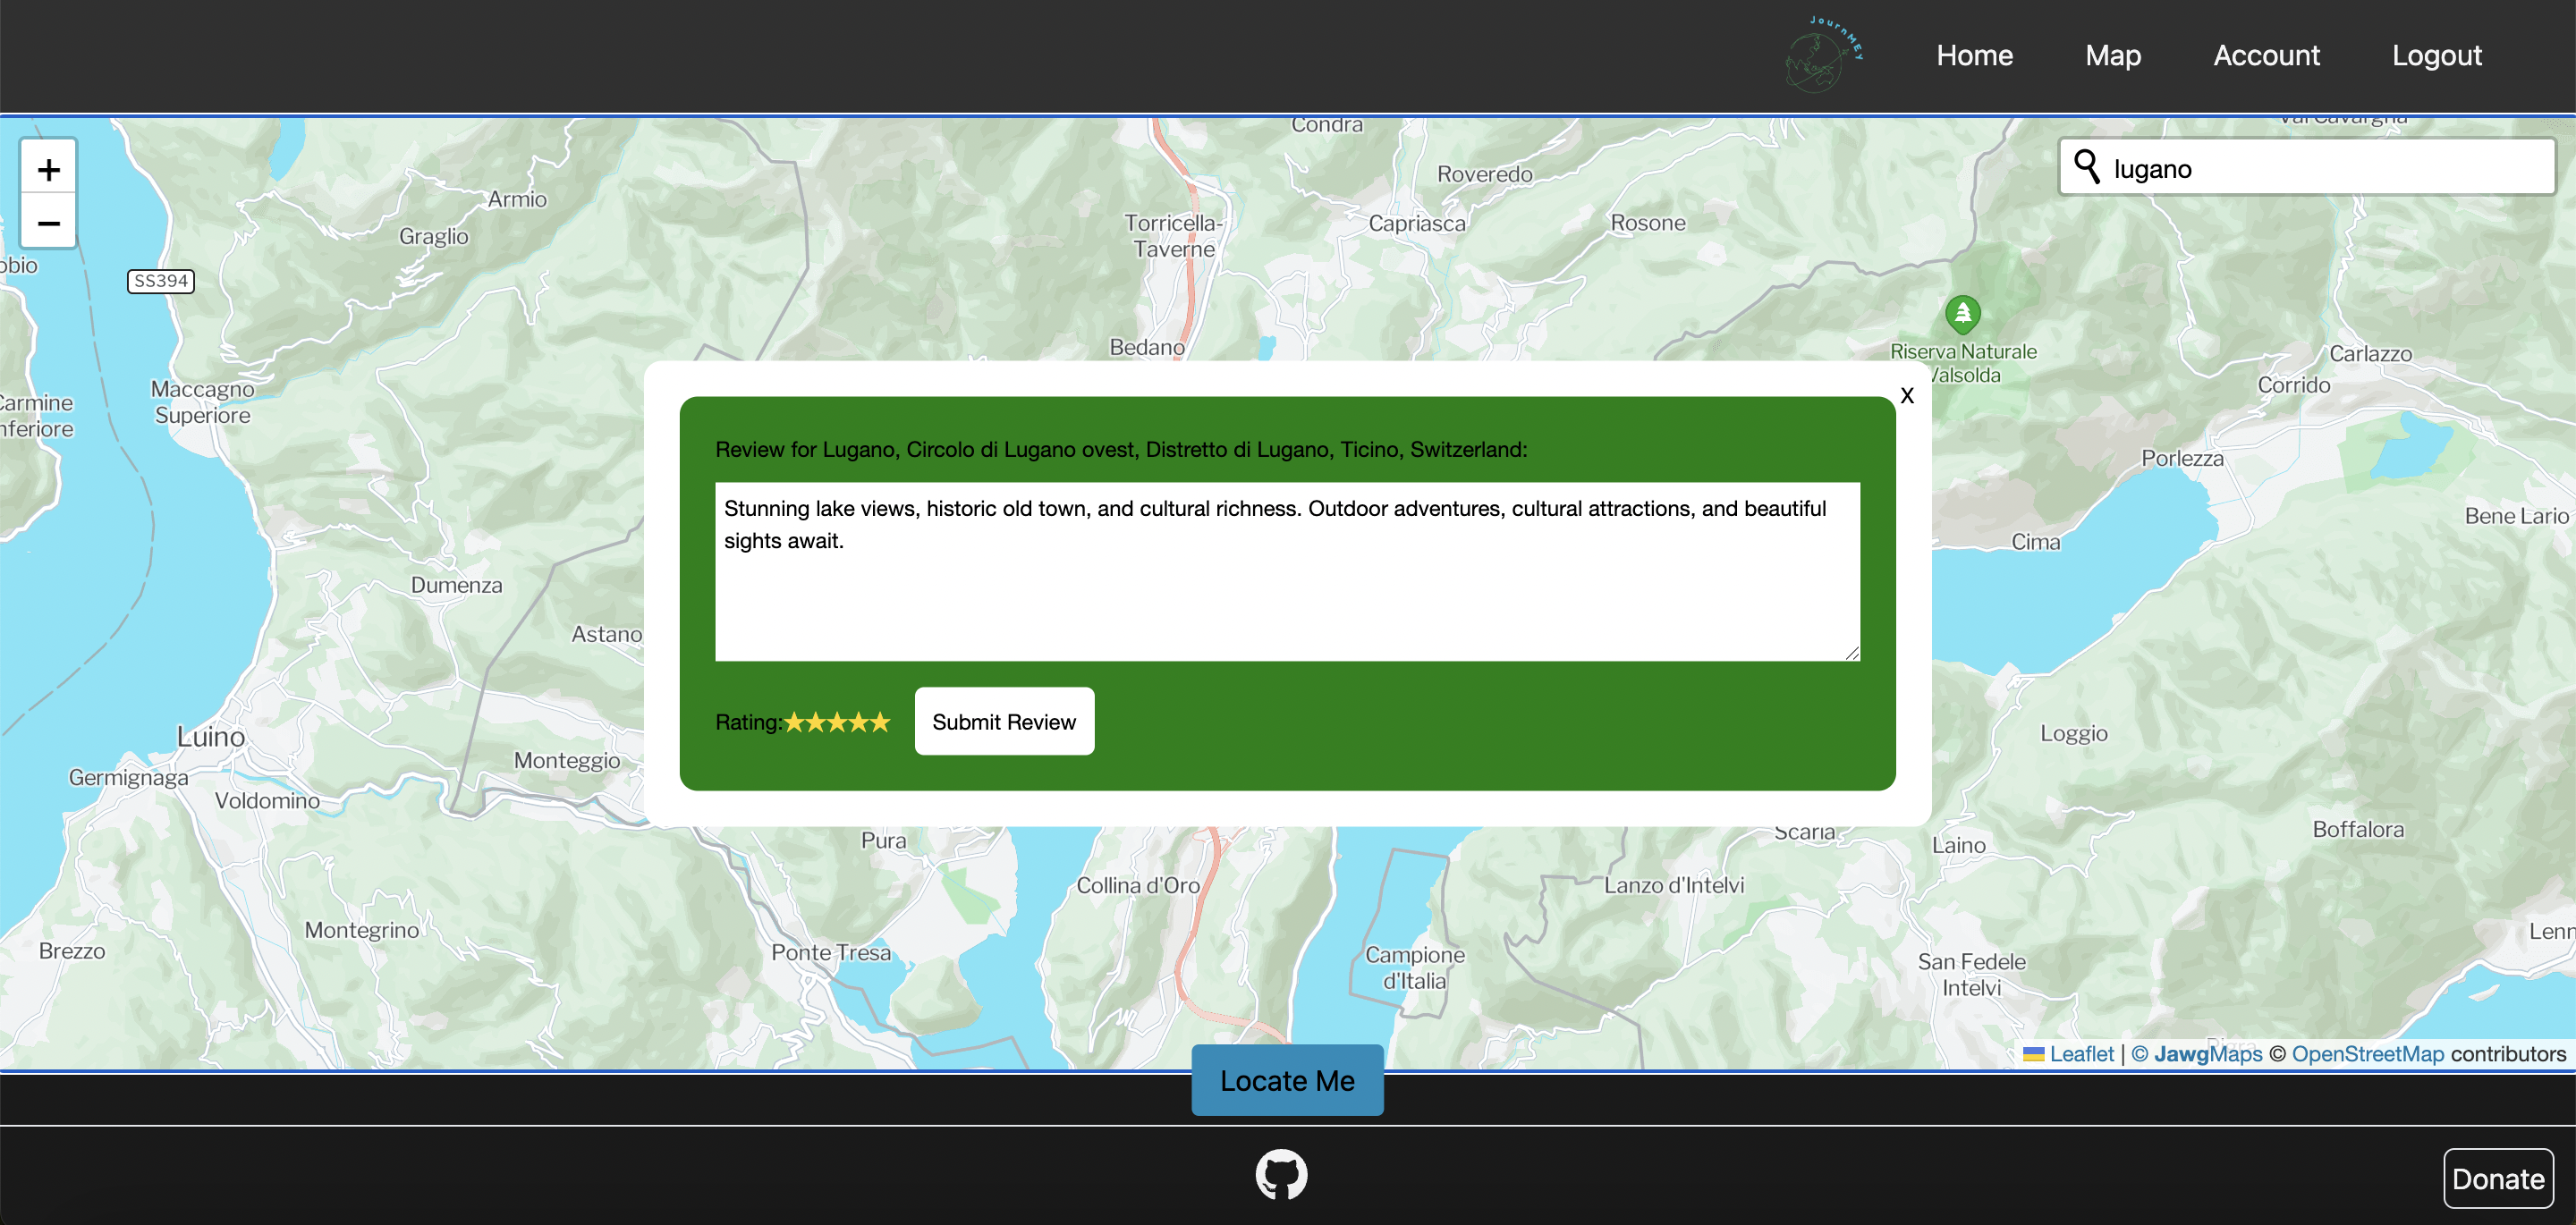 JournMEy
Home
Map
Account
Logout
+
−
lugano
Condra
Roveredo
Armio
Graglio
Torricella-
Taverne
Capriasca
Rosone
SS394
Bedano
Riserva Naturale
Valsolda
Carlazzo
Corrido
Maccagno
Superiore
Carmine
x
Review for Lugano, Circolo di Lugano ovest, Distretto di Lugano, Ticino, Switzerland:
Stunning lake views, historic old town, and cultural richness. Outdoor adventures, cultural attractions, and beautiful
sights await.
Rating:★★★★★
Submit Review
Porlezza
Bene Lario
Cima
Dumenza
Astano
Luino
Loggio
Monteggio
Germignaga
Voldomino
Pura
Scaria
Boffalora
Laino
Collina d'Oro
Lanzo d'Intelvi
Montegrino
Brezzo
Ponte Tresa
Campione
d'Italia
San Fedele
Intelvi
Leaflet | © JawgMaps © OpenStreetMap contributors
Locate Me
Donate